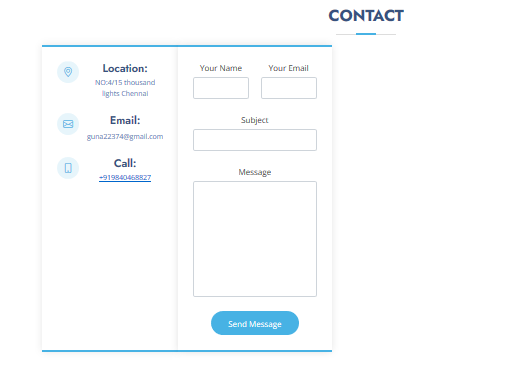 CONTACT
Location:
NO:4/15 thousand
lights Chennai
Email:
guna22374@gmail.com
Call:
+919840468827
Your Name
Your Email
Subject
Message
Send Message